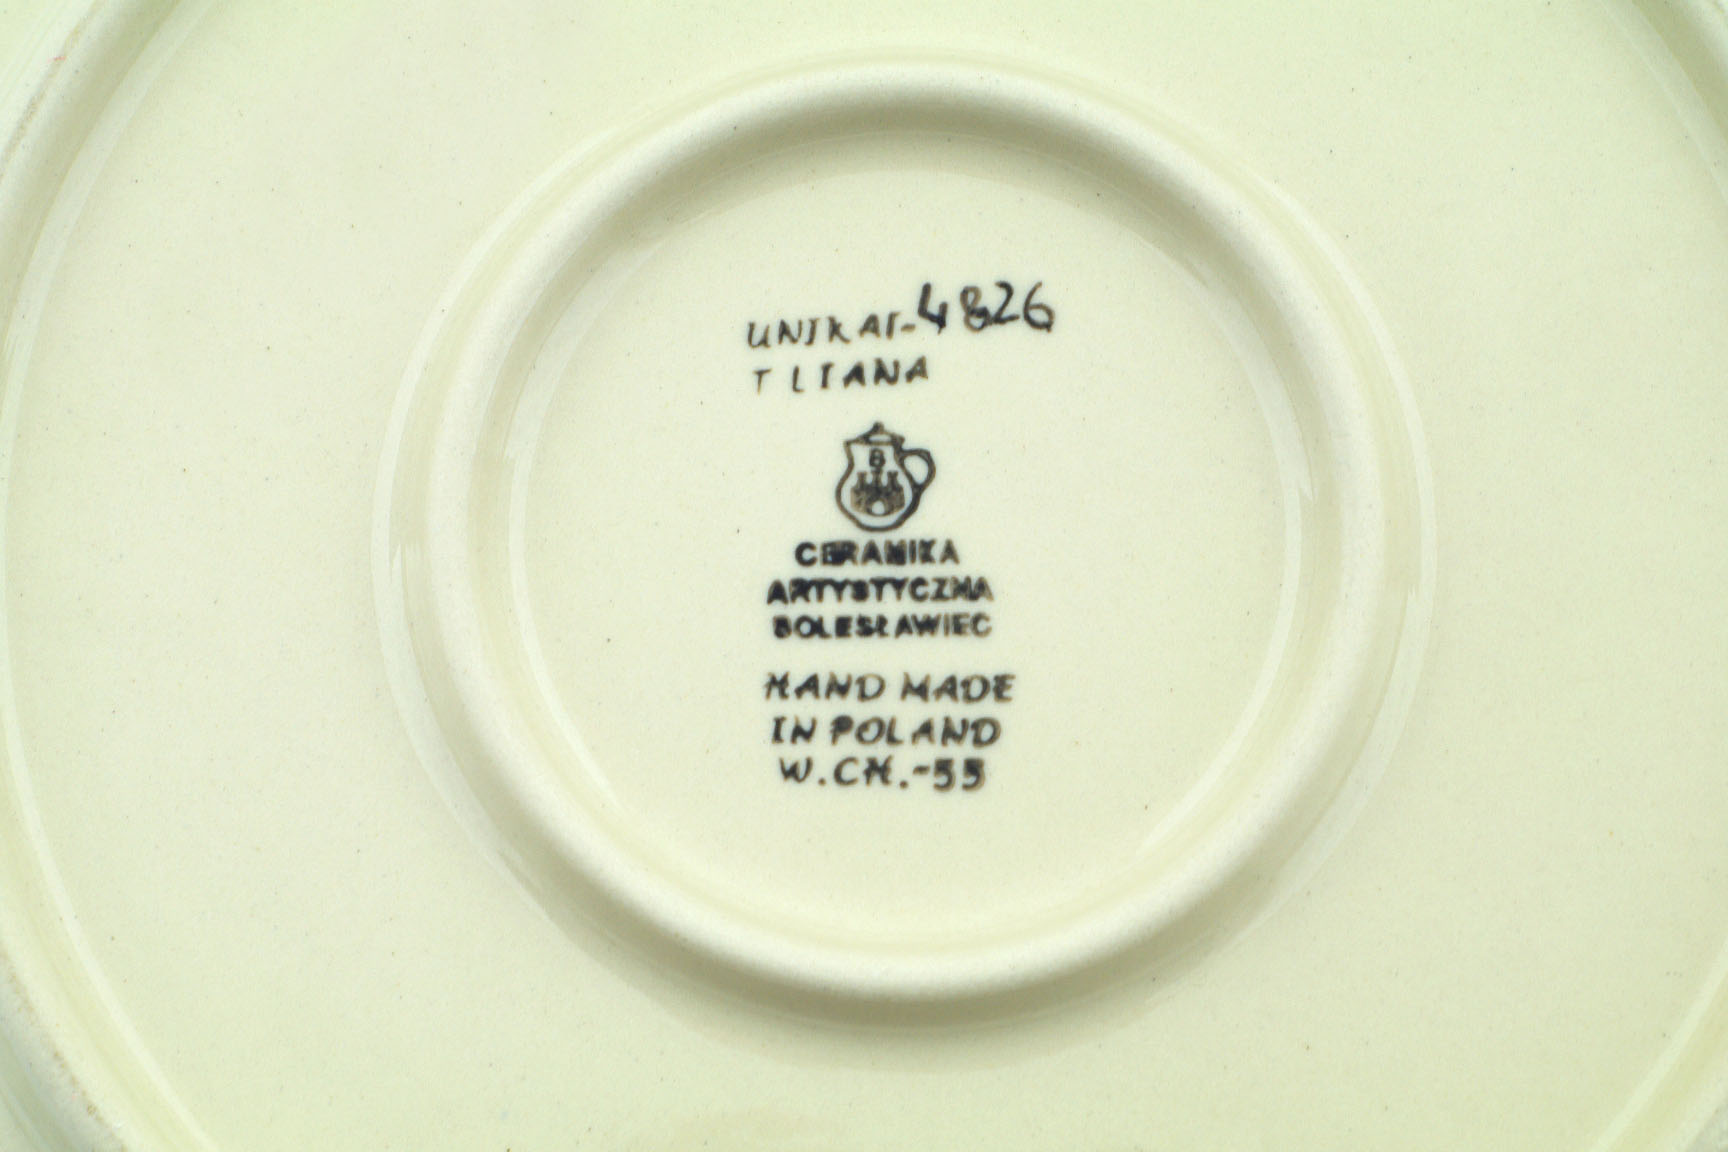 UNIKAT-4826
T LIANA
B
CERAMIKA
ARTYSTYCZNA
BOLESŁAWIEC
HAND MADE
IN POLAND
W.CH.-55